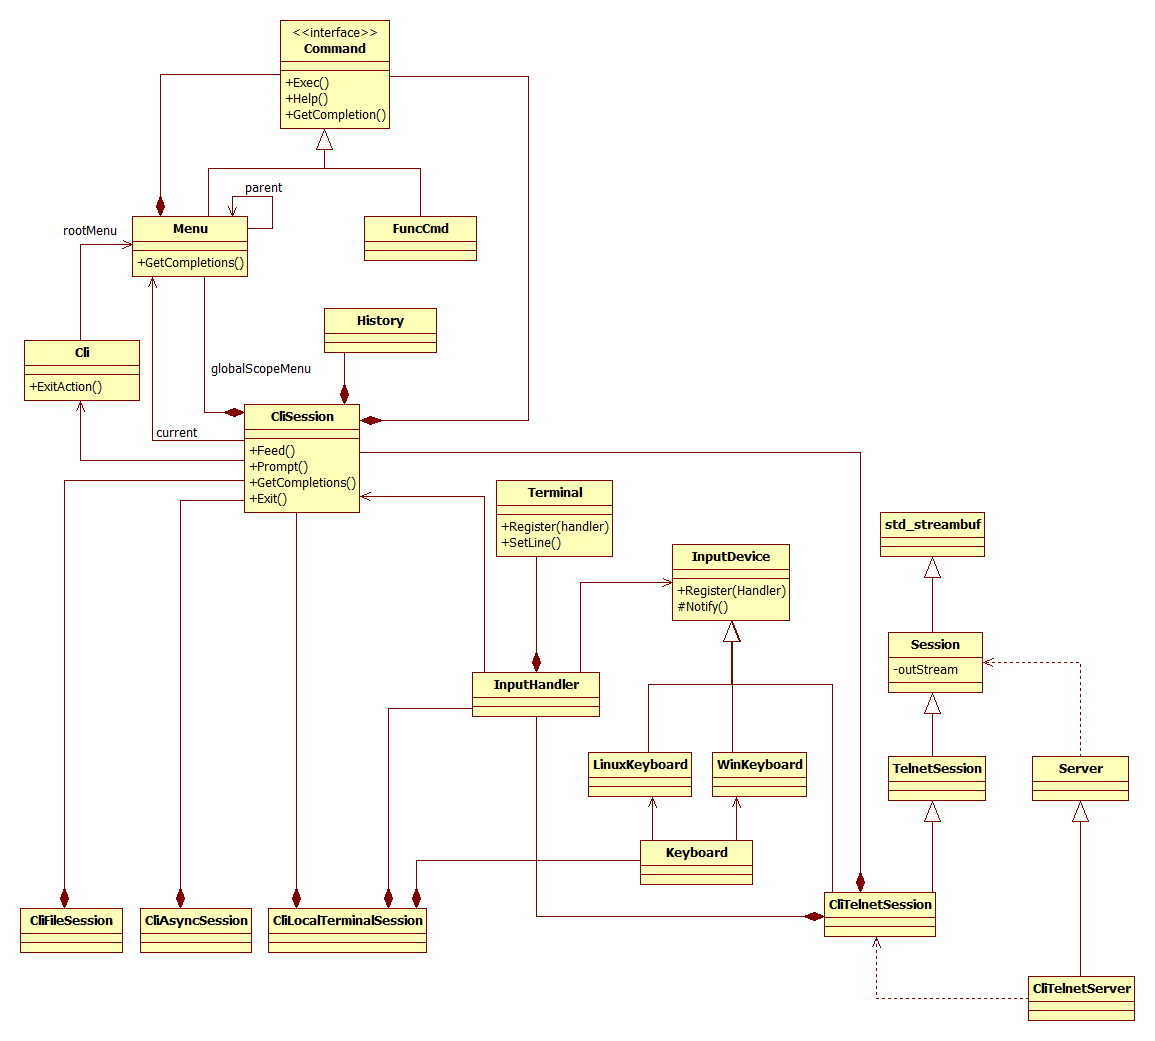 <<interface>>
Command
+Exec()
+Help()
+GetCompletion()
parent
rootMenu
Menu
+GetCompletions()
FuncCmd
History
Cli
+ExitAction()
globalScopeMenu
current
CliSession
+Feed()
+Prompt()
+GetCompletions()
+Exit()
Terminal
+Register(handler)
+SetLine()
std_streambuf
InputDevice
+Register(Handler)
#Notify()
Session
-outStream
InputHandler
LinuxKeyboard
WinKeyboard
TelnetSession
Server
Keyboard
CliFileSession
CliAsyncSession
CliLocalTerminalSession
CliTelnetSession
CliTelnetServer